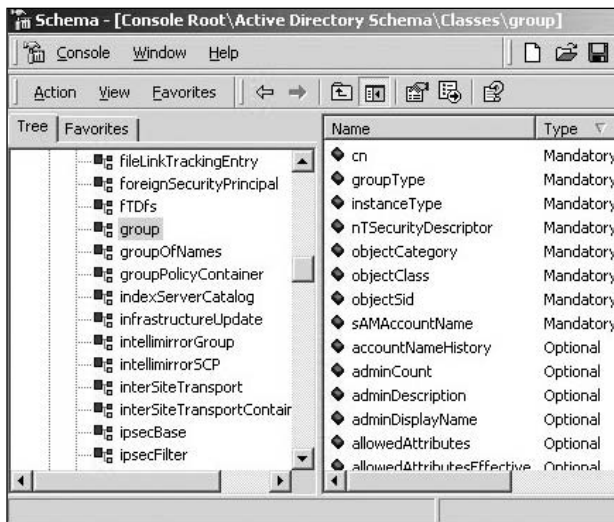 Schema - [Console Root\Active Directory Schema\Classes\group]
Console Window Help
Action View Favorites
Tree Favorites
fileLinkTrackingEntry
foreignSecurityPrincipal
fTDfs
group
groupOfNames
groupPolicyContainer
indexServerCatalog
infrastructureUpdate
intellimirrorGroup
intellimirrorSCP
interSiteTransport
interSiteTransportContair
ipsecBase
ipsecFilter
Name Type
cn Mandatory
groupType Mandatory
instanceType Mandatory
nTSecurityDescriptor Mandatory
objectCategory Mandatory
objectClass Mandatory
objectSid Mandatory
sAMAccountName Mandatory
accountNameHistory Optional
adminCount Optional
adminDescription Optional
adminDisplayName Optional
allowedAttributes Optional
allowedAttributesEffective Optional